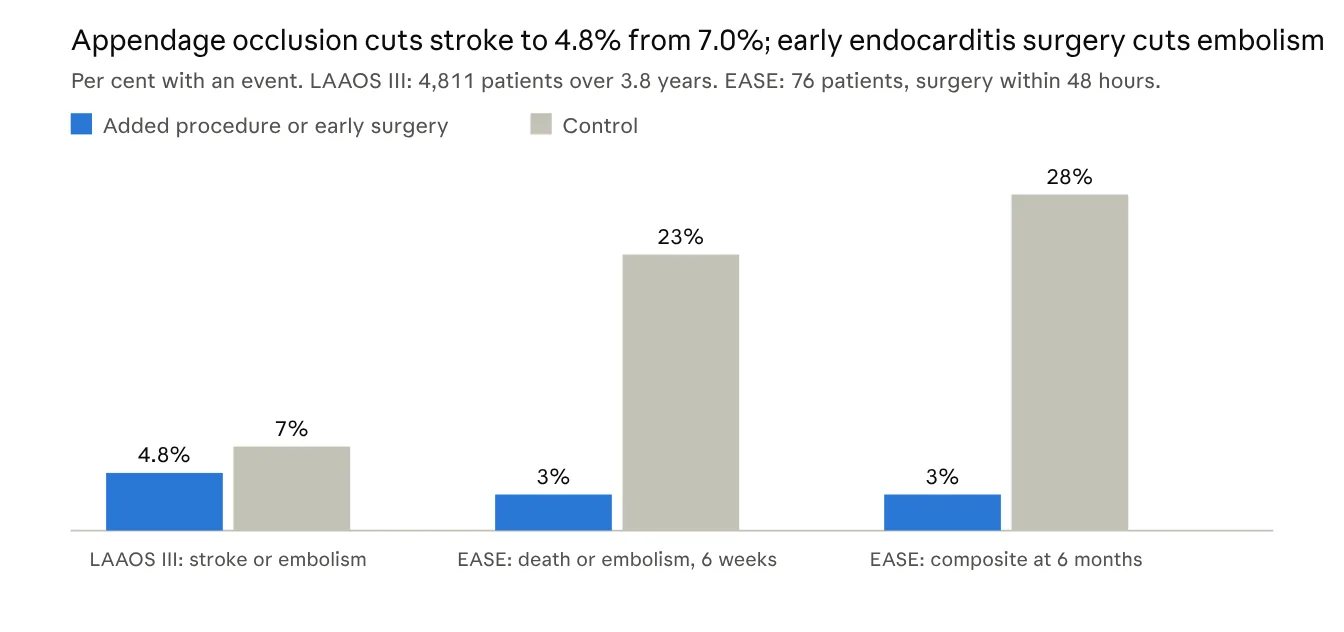 Appendage occlusion cuts stroke to 4.8% from 7.0%; early endocarditis surgery cuts embolism
Per cent with an event. LAAOS III: 4,811 patients over 3.8 years. EASE: 76 patients, surgery within 48 hours.
Added procedure or early surgery Control
28%
23%
7%
4.8%
3% 3%
LAAOS III: stroke or embolism EASE: death or embolism, 6 weeks EASE: composite at 6 months